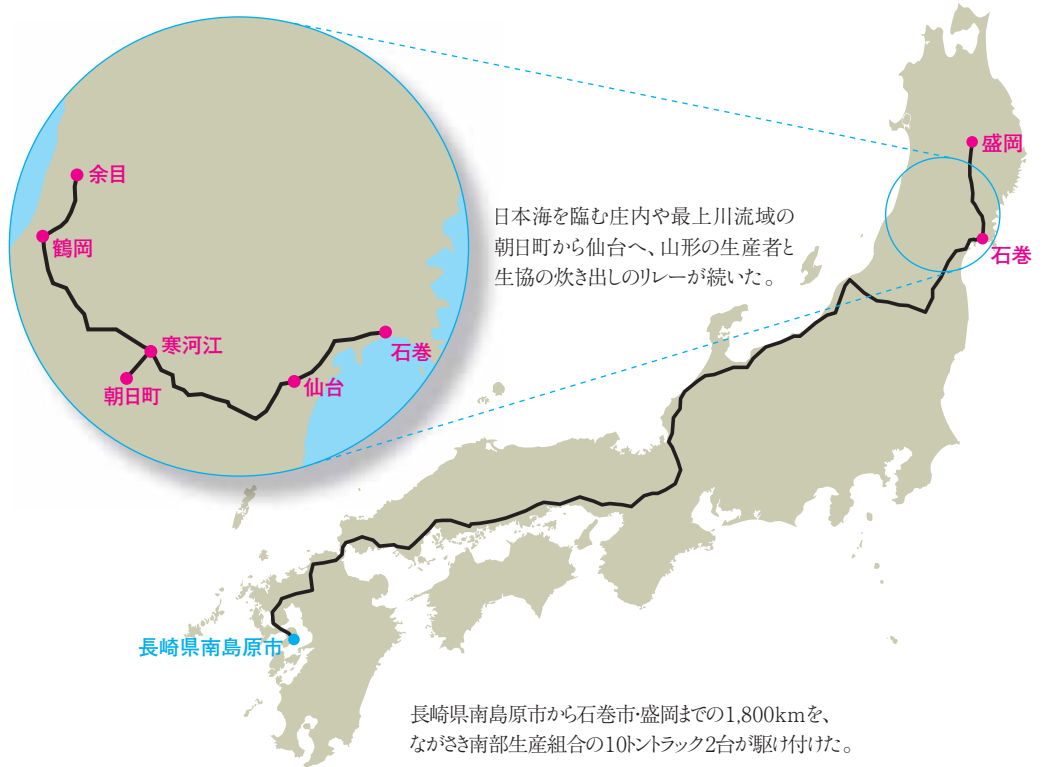 盛岡
余目
日本海を臨む庄内や最上川流域の
朝日町から仙台へ、山形の生産者と
生協の炊き出しのリレーが続いた。
鶴岡
石巻
寒河江
石巻
朝日町
仙台
長崎県南島原市
長崎県南島原市から石巻市・盛岡までの1,800kmを、
ながさき南部生産組合の10トントラック2台が駆け付けた。